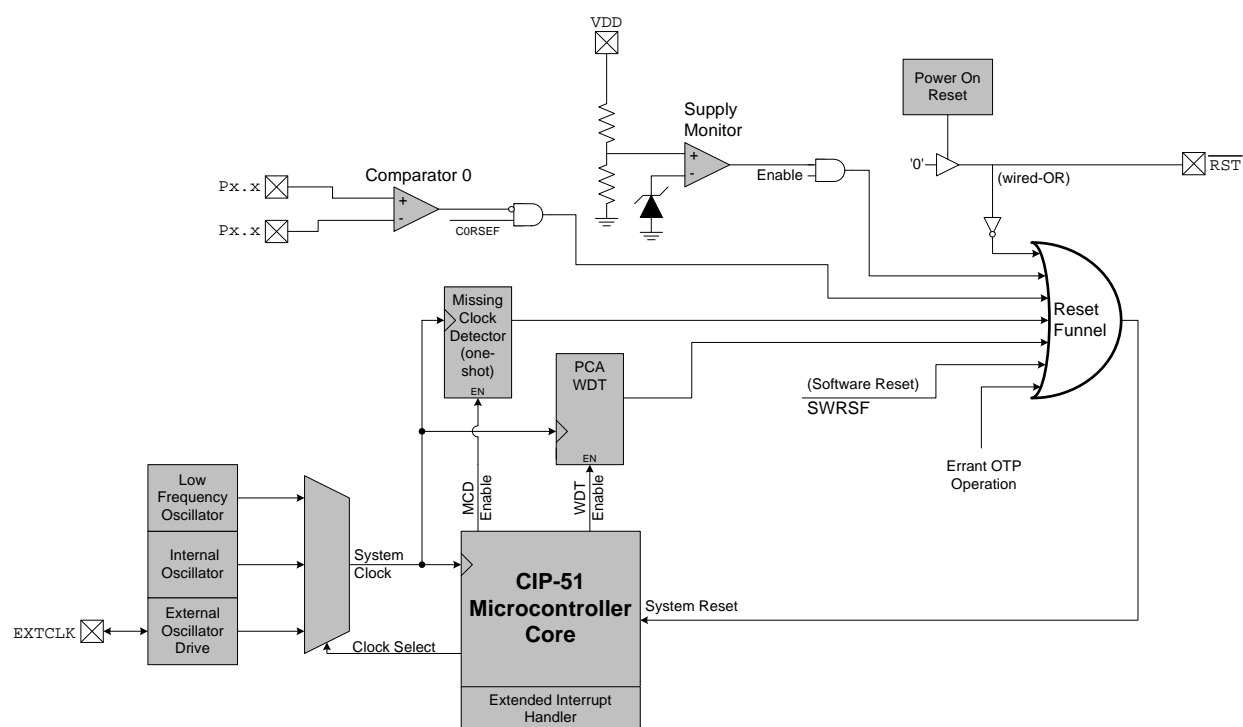 VDD
Power On
Reset
Supply
Monitor
+
-
'0'
RST
(wired-OR)
Enable
Px.x
Comparator 0
+
-
Px.x
C0RSEF
Missing
Clock
Detector
(one-
shot)
EN
Reset
Funnel
PCA
WDT
EN
(Software Reset)
SWRSF
Errant OTP
Operation
Low
Frequency
Oscillator
MCD
Enable
WDT
Enable
Internal
Oscillator
System
Clock
CIP-51
Microcontroller
Core
System Reset
EXTCLK
External
Oscillator
Drive
Clock Select
Extended Interrupt
Handler